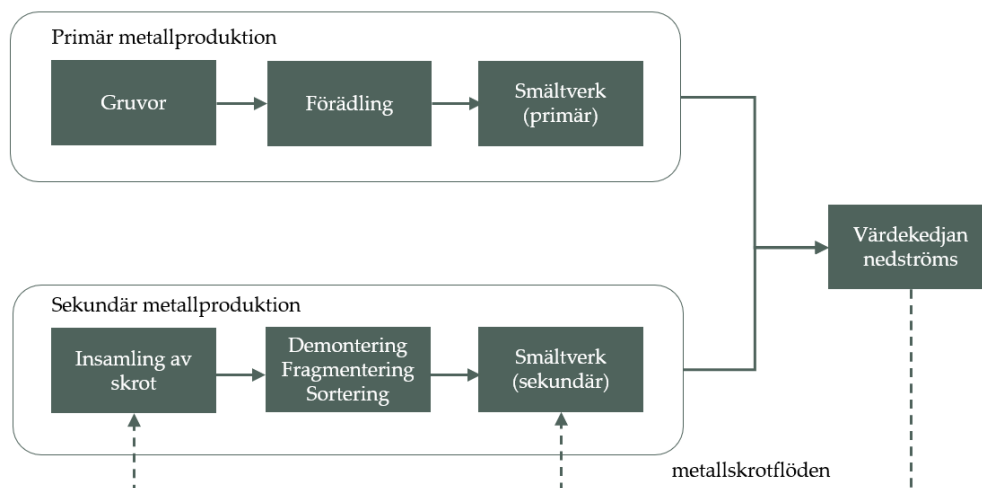 Primär metallproduktion
Gruvor
Förädling
Smältverk
(primär)
Värdekedjan
nedströms
Sekundär metallproduktion
Insamling av
skrot
Demontering
Fragmentering
Sortering
Smältverk
(sekundär)
metallskrotflöden